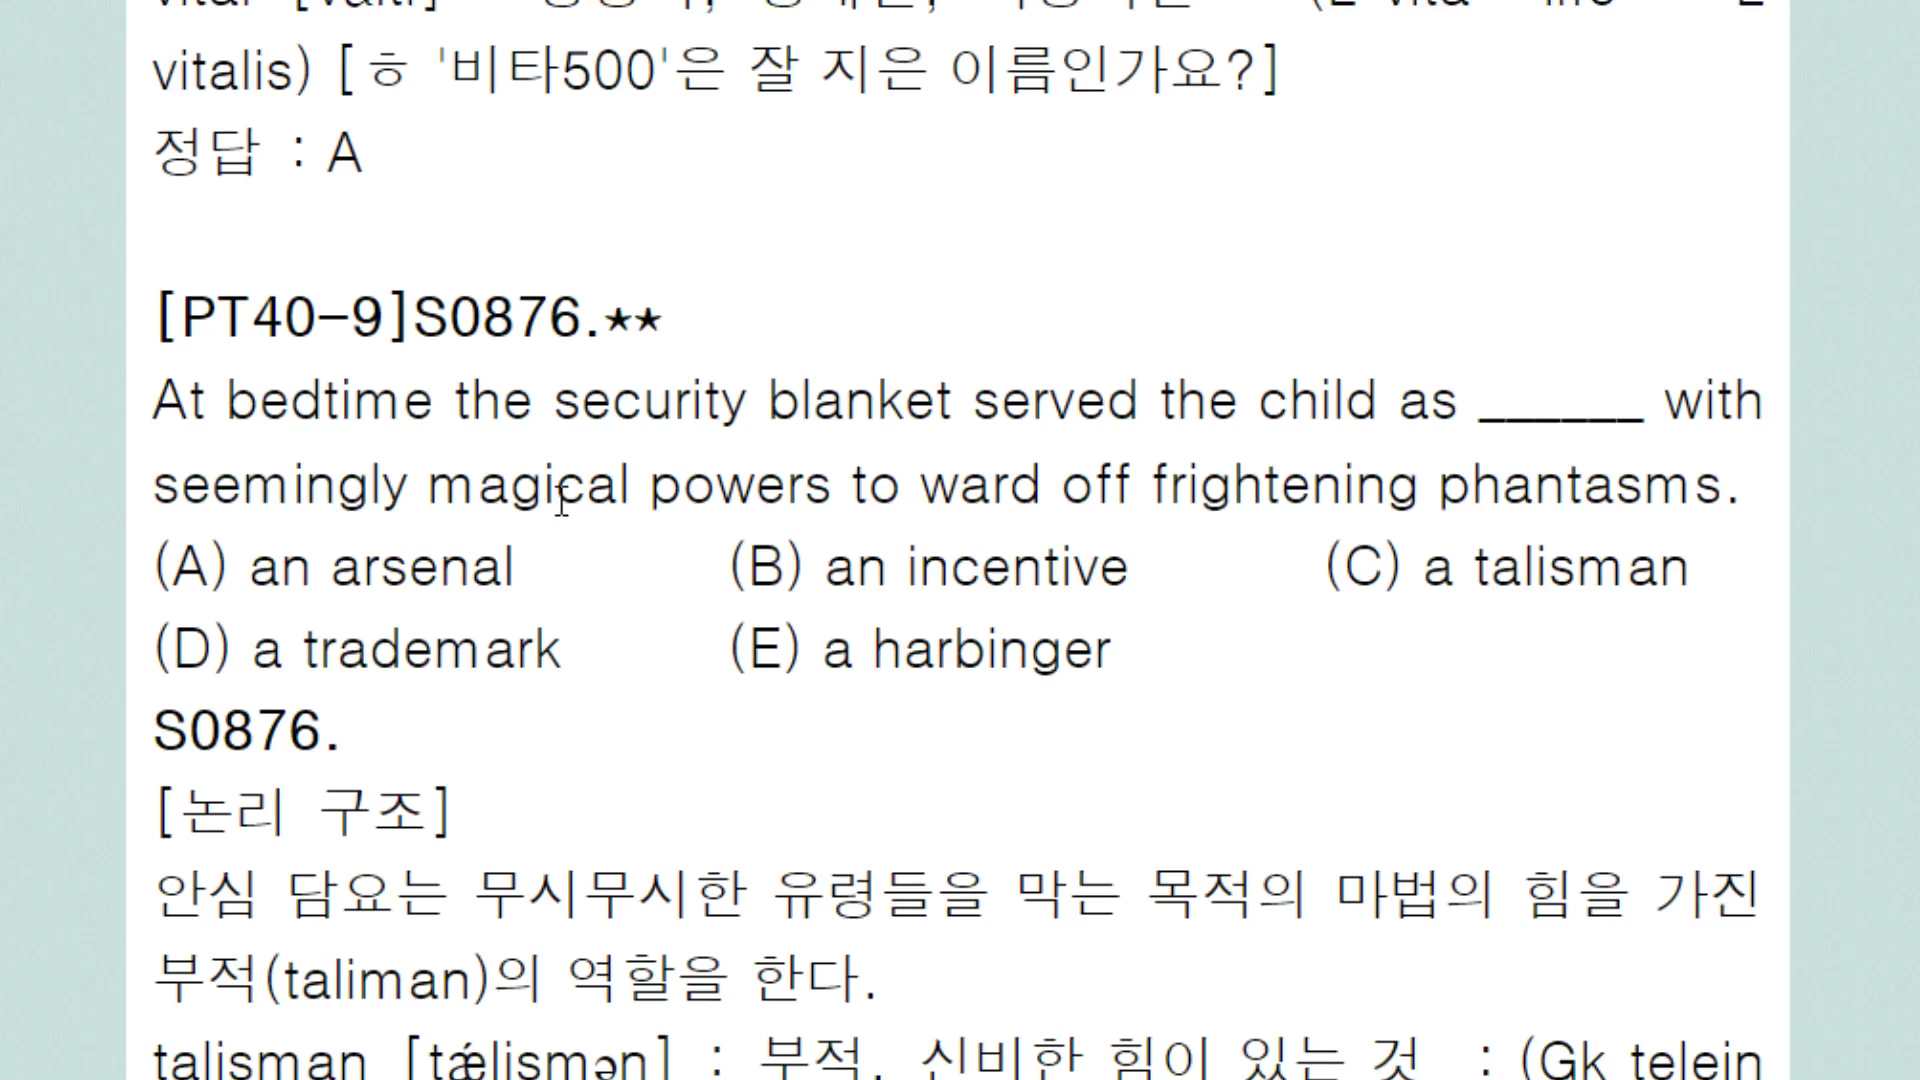 vitalis) [ㅎ '비타500'은 잘 지은 이름인가요?]
정답 : A
[PT40-9]S0876.★★
At bedtime the security blanket served the child as ______ with
seemingly magical powers to ward off frightening phantasms.
(A) an arsenal (B) an incentive (C) a talisman
(D) a trademark (E) a harbinger
S0876.
[논리 구조]
안심 담요는 무시무시한 유령들을 막는 목적의 마법의 힘을 가진
부적(taliman)의 역할을 한다.
talisman [tǽlismən] : 부적, 신비한 힘이 있는 것 : (Gk telein